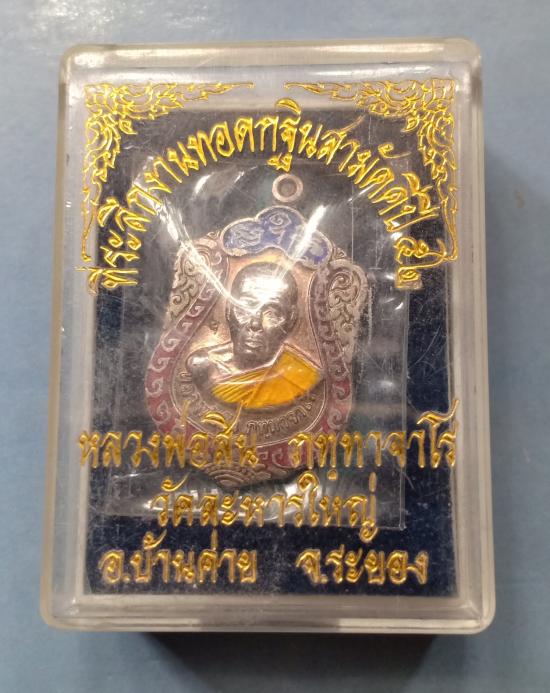 ที่ระลึกงานทอดกฐินสามัคคีปี ๕๒
หลวงพ่อสิน ภทฺทาจาโร
วัดละหารใหญ่
อ.บ้านค่าย จ.ระยอง